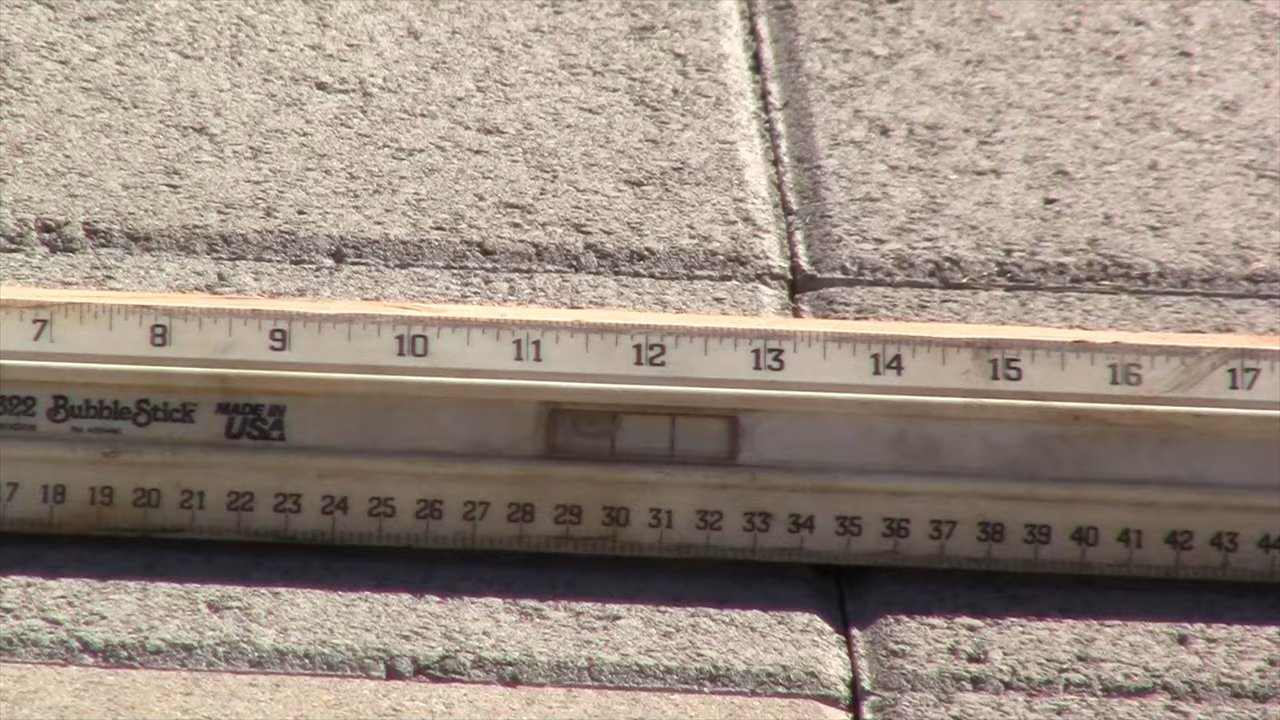 7 8 9 10 11 12 13 14 15 16 17
BubbleStick MADE IN
USA
18 19 20 21 22 23 24 25 26 27 28 29 30 31 32 33 34 35 36 37 38 39 40 41 42 43 44